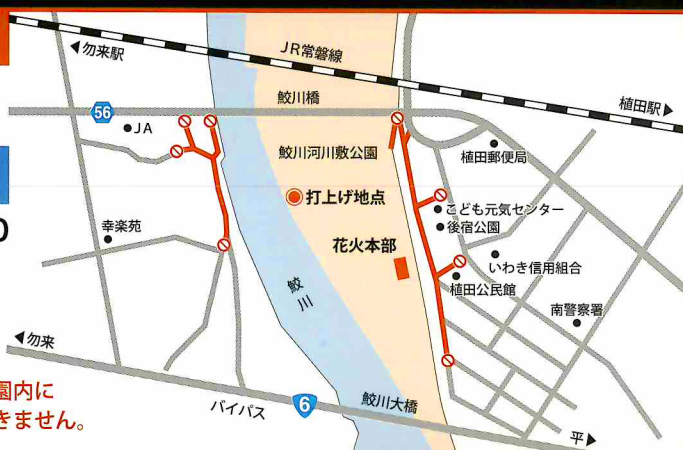 ◀勿来駅
JR常磐線
植田駅▶
56
鮫川橋
JA
植田郵便局
鮫川河川敷公園
打上げ地点
こども元気センター
後宿公園
幸楽苑
花火本部
いわき信用組合
植田公民館
鮫川
南警察署
◀勿来
園内に
きません。
バイパス
6
鮫川大橋
平▶